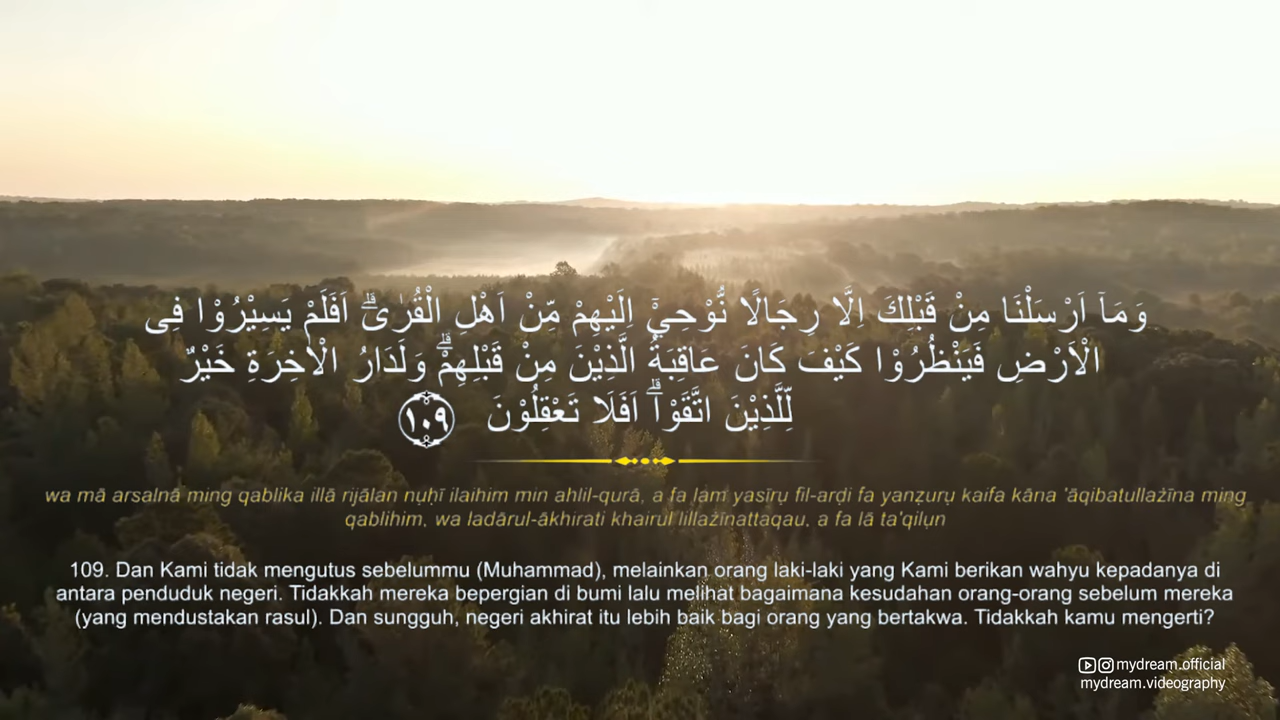 وَمَآ اَرْسَلْنَا مِنْ قَبْلِكَ اِلَّا رِجَالًا نُّوْحِيْٓ اِلَيْهِمْ مِّنْ اَهْلِ الْقُرٰىۗ اَفَلَمْ يَسِيْرُوْا فِى
الْاَرْضِ فَيَنْظُرُوْا كَيْفَ كَانَ عَاقِبَةُ الَّذِيْنَ مِنْ قَبْلِهِمْۗ وَلَدَارُ الْاٰخِرَةِ خَيْرٌ
لِّلَّذِيْنَ اتَّقَوْاۗ اَفَلَا تَعْقِلُوْنَ ١٠٩
wa mā arsalnā ming qablika illā rijālan nụḥī ilaihim min ahlil-qurā, a fa lam yasīrụ fil-arḍi fa yanẓurụ kaifa kāna 'āqibatullażīna ming
qablihim, wa ladārul-ākhirati khairul lillażīnattaqau, a fa lā ta'qilụn
109. Dan Kami tidak mengutus sebelummu (Muhammad), melainkan orang laki-laki yang Kami berikan wahyu kepadanya di
antara penduduk negeri. Tidakkah mereka bepergian di bumi lalu melihat bagaimana kesudahan orang-orang sebelum mereka
(yang mendustakan rasul). Dan sungguh, negeri akhirat itu lebih baik bagi orang yang bertakwa. Tidakkah kamu mengerti?
mydream.official
mydream.videography